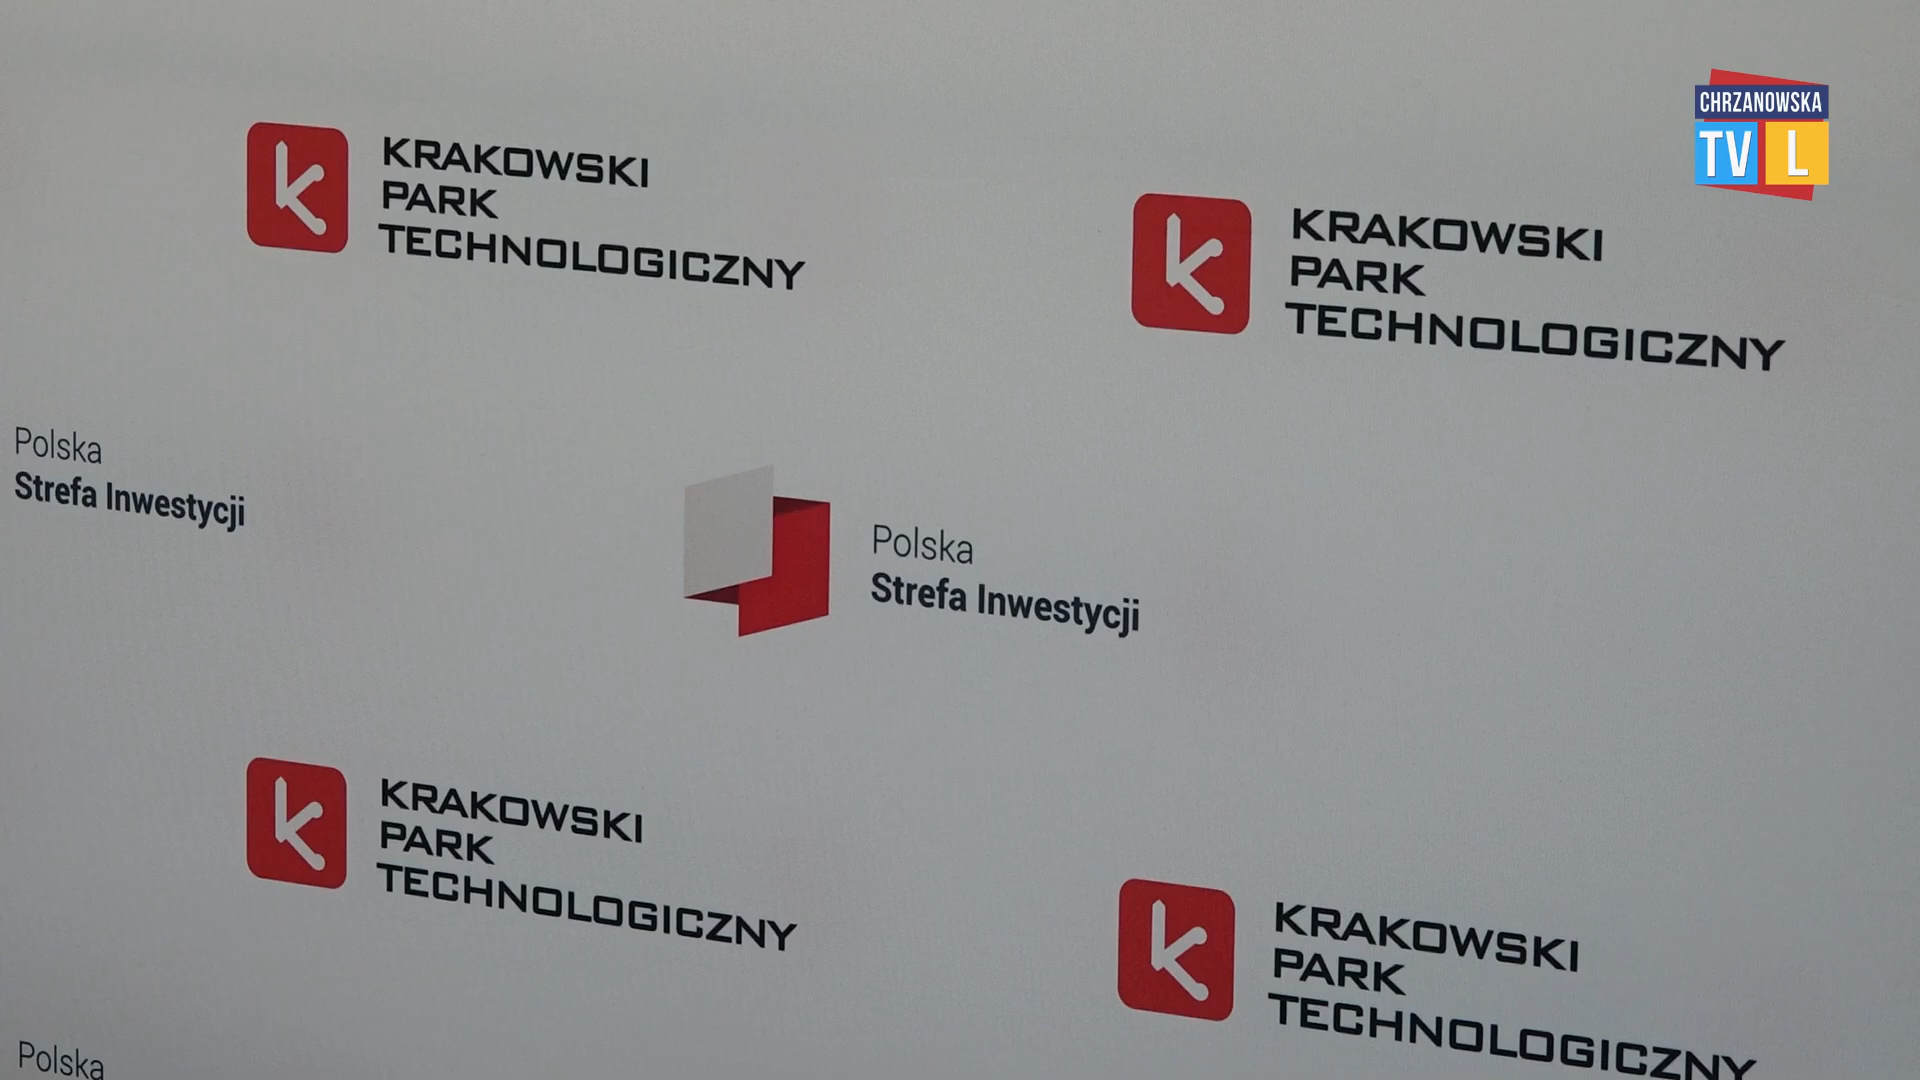 CHRZANOWSKA
TV L
KRAKOWSKI
PARK
TECHNOLOGICZNY
KRAKOWSKI
PARK
TECHNOLOGICZNY
Polska
Strefa Inwestycji
Polska
Strefa Inwestycji
KRAKOWSKI
PARK
TECHNOLOGICZNY
KRAKOWSKI
PARK
TECHNOLOGICZNY
Polska